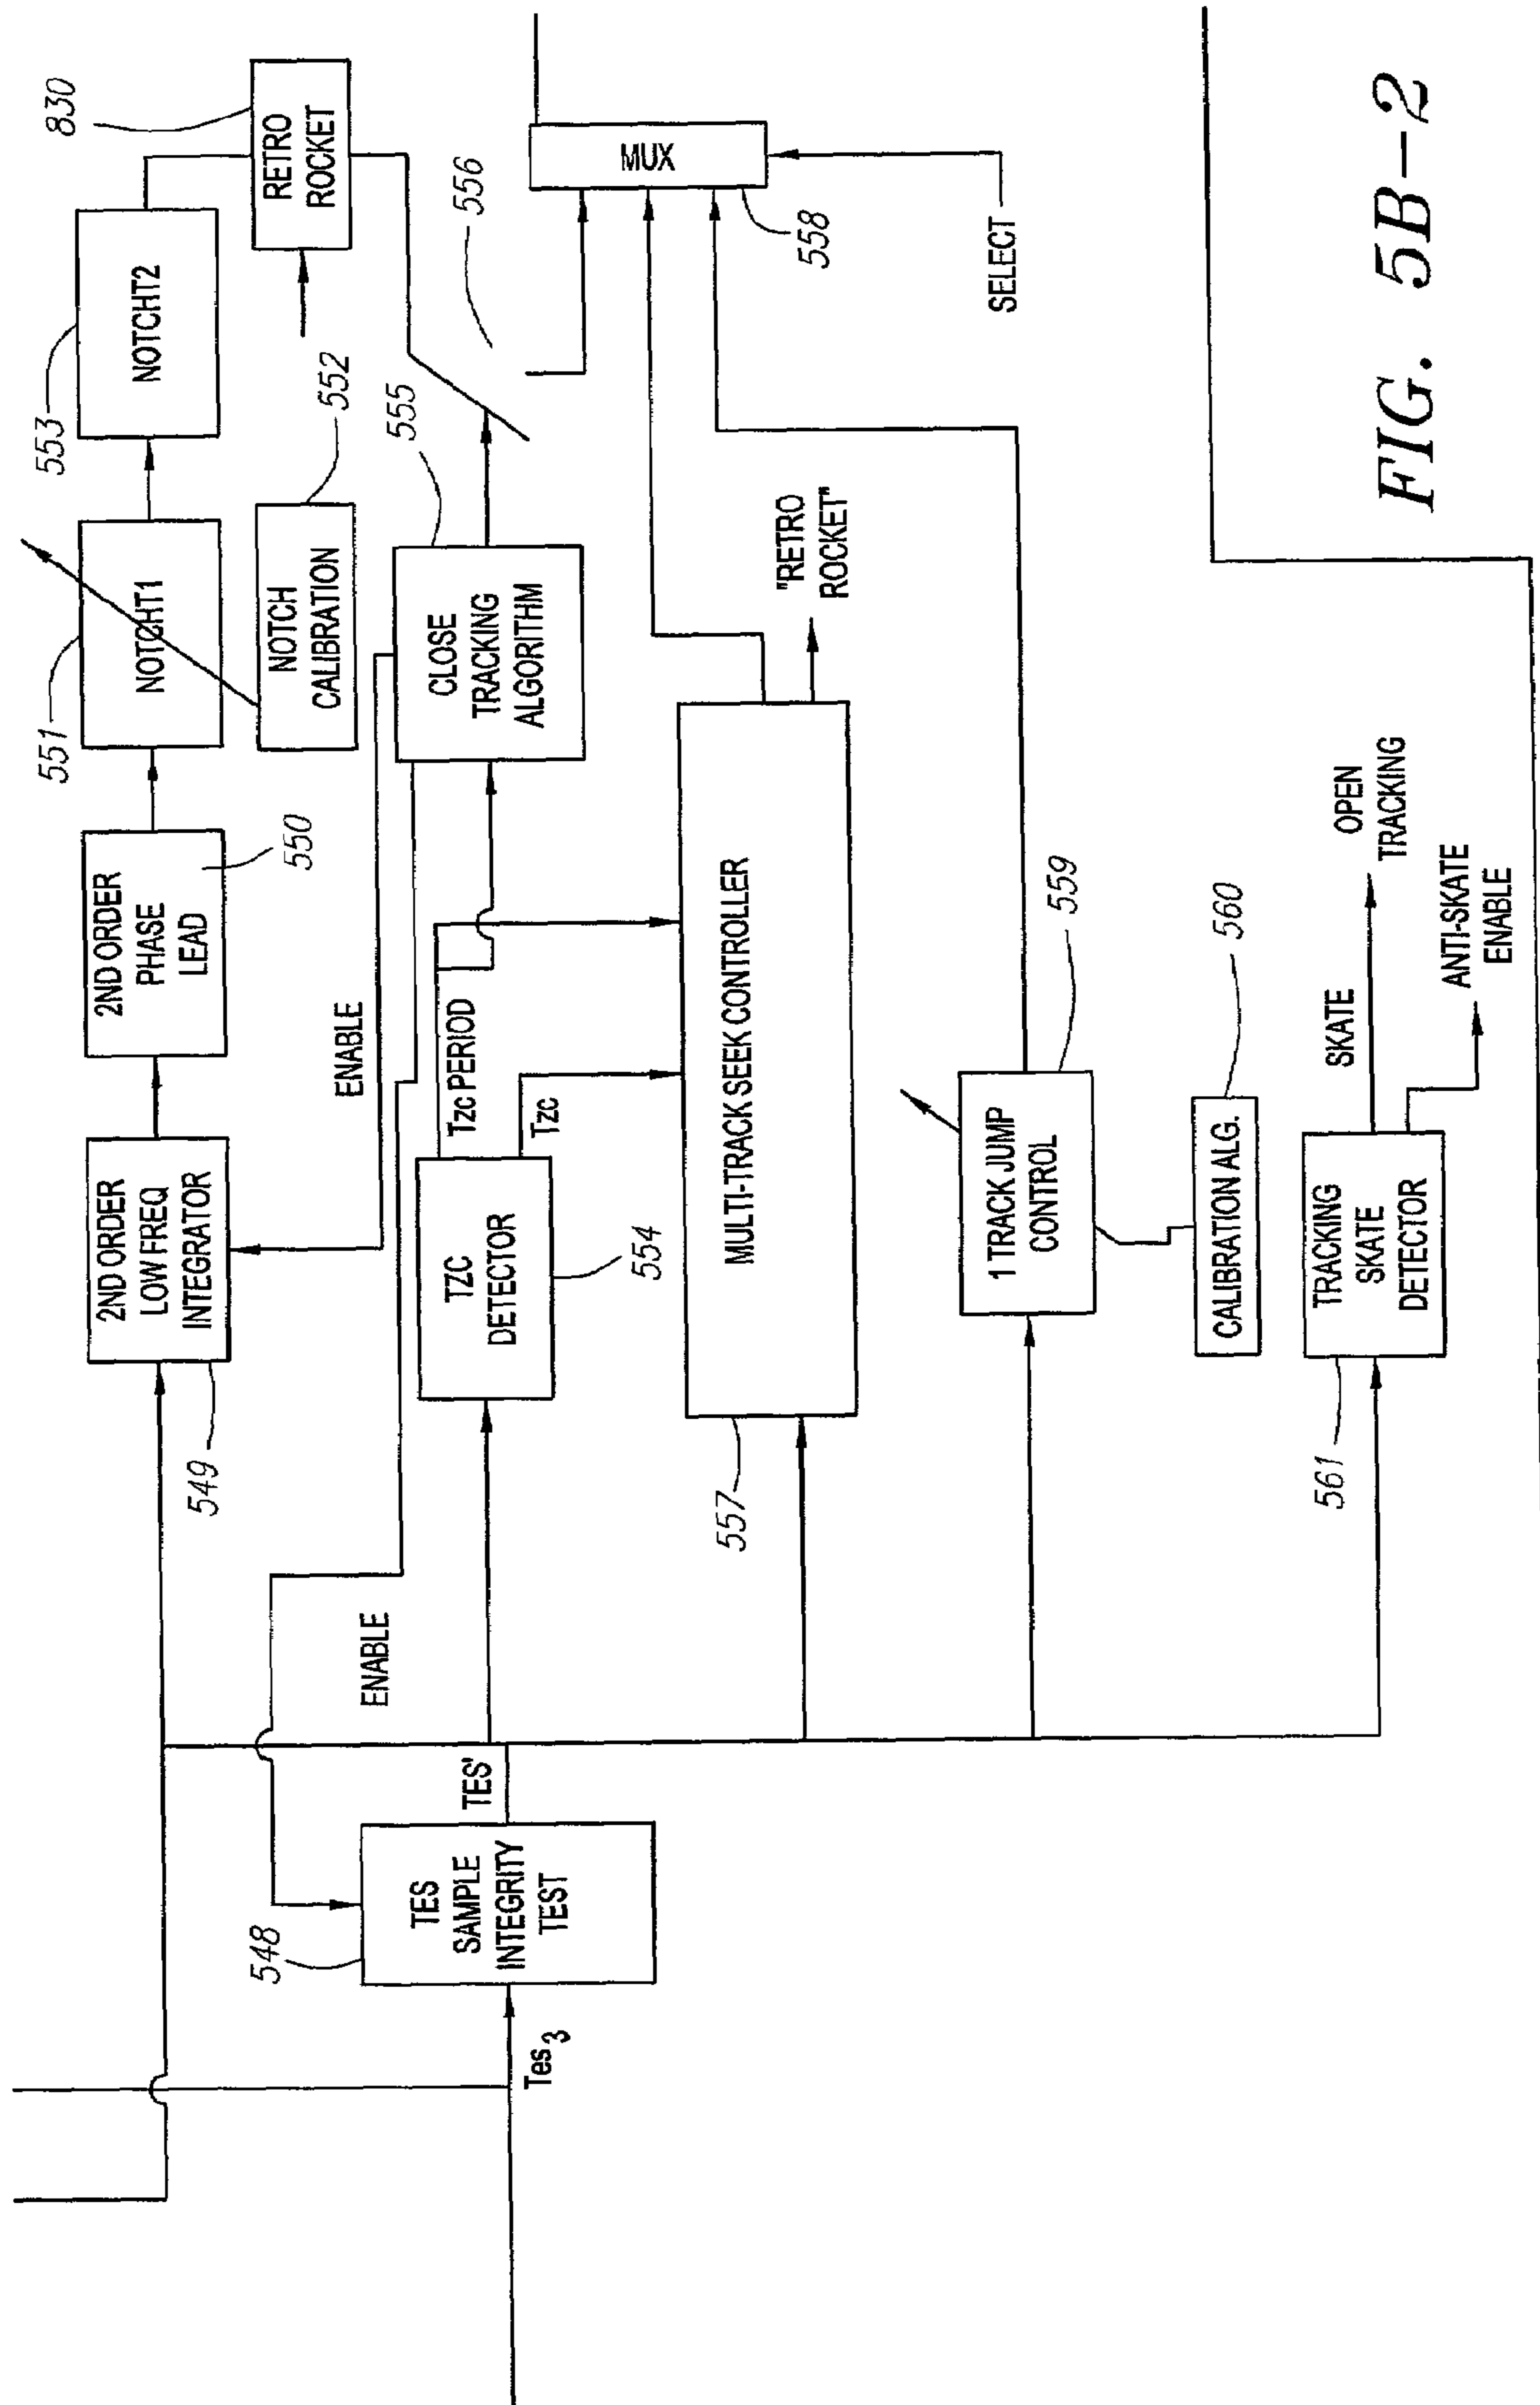 830
553
551
RETRO
ROCKET
NOTCHT2
NOTCHT1
2ND ORDER
PHASE
LEAD
550
2ND ORDER
LOW FREQ
INTEGRATOR
549
NOTCH
CALIBRATION
552
556
555
ENABLE
CLOSE
TRACKING
ALGORITHM
MUX
558
SELECT
ENABLE
TZC PERIOD
TZC
TZC
DETECTOR
554
548
TES
SAMPLE
INTEGRITY
TEST
TES'
Tes3
"RETRO
ROCKET"
MULTI-TRACK SEEK CONTROLLER
557
1 TRACK JUMP
CONTROL
559
CALIBRATION ALG.
560
TRACKING
SKATE
DETECTOR
561
SKATE
OPEN
TRACKING
ANTI-SKATE
ENABLE
FIG. 5B-2